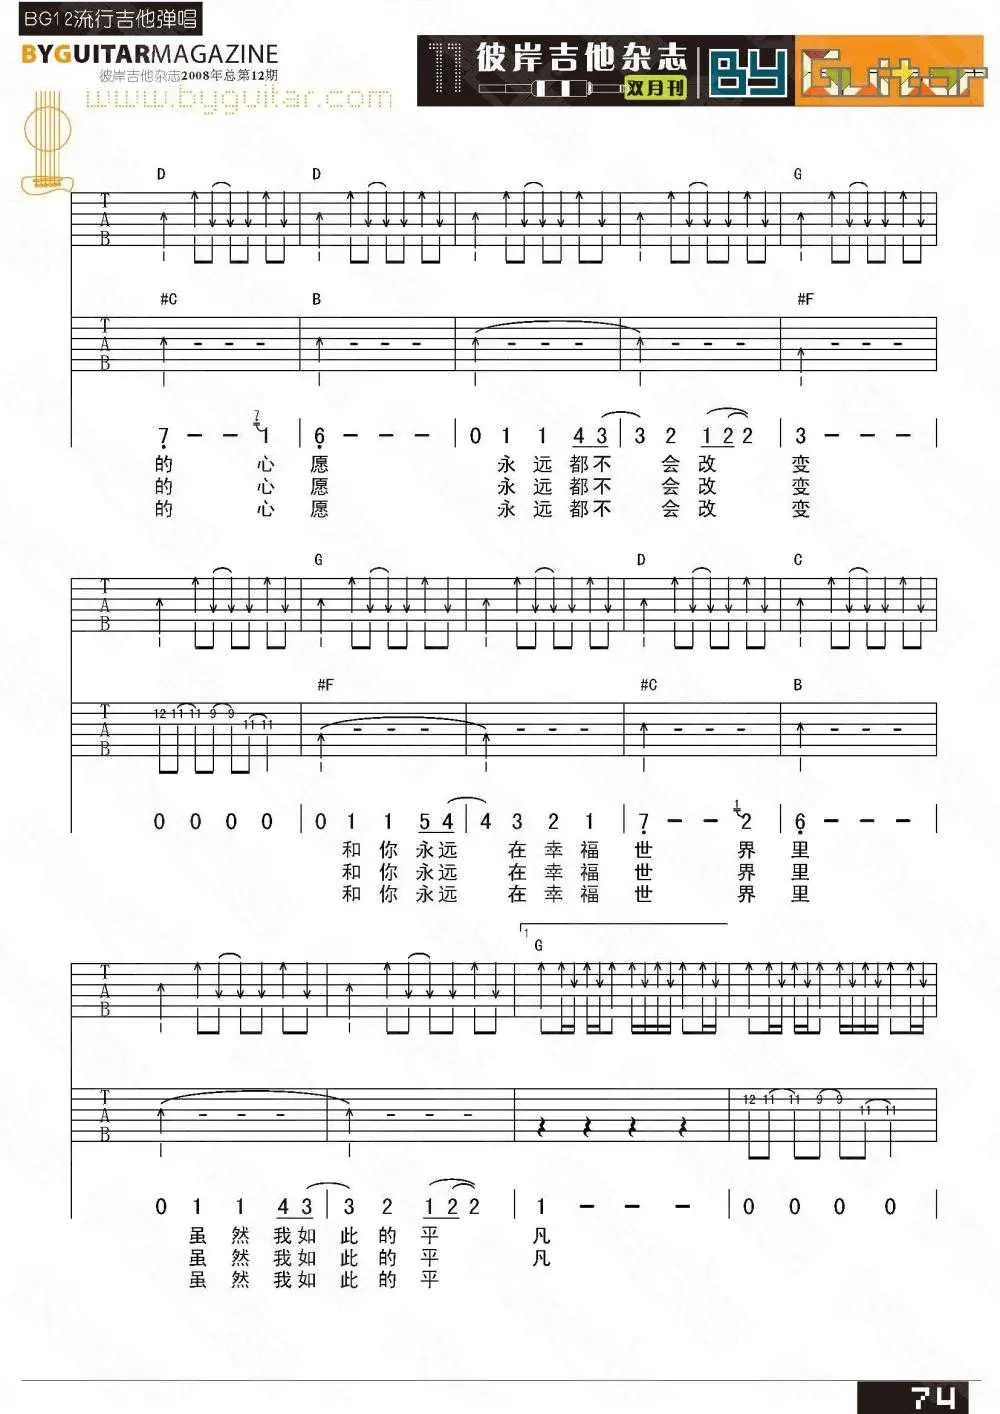 BG12流行吉他弹唱
BYGUITARMAGAZINE
彼岸吉他杂志2008年总第12期
www.byguitar.com
彼岸吉他杂志
双月刊
BY Guitar
D D G
T
A
B
#C B #F
T
A
B
7 - - 7 1 6 - - - 0 1 1 4 3 3 2 1 2 2 3 - - -
的 心 愿 永 远 都 不 会 改 变
的 心 愿 永 远 都 不 会 改 变
的 心 愿 永 远 都 不 会 改 变
G D C
T
A
B
#F #C B
T
A
B
12 11 11 9 9 11 11
0 0 0 0 0 1 1 5 4 4 3 2 1 7 - - 1 2 6 - - -
和 你 永 远 在 幸 福 世 界 里
和 你 永 远 在 幸 福 世 界 里
和 你 永 远 在 幸 福 世 界 里
1
G
T
A
B
T
A
B
12 11 11 9 9 11 11
0 1 1 4 3 3 2 1 2 2 1 - - - 0 0 0 0
虽 然 我 如 此 的 平 凡
虽 然 我 如 此 的 平 凡
虽 然 我 如 此 的 平
74